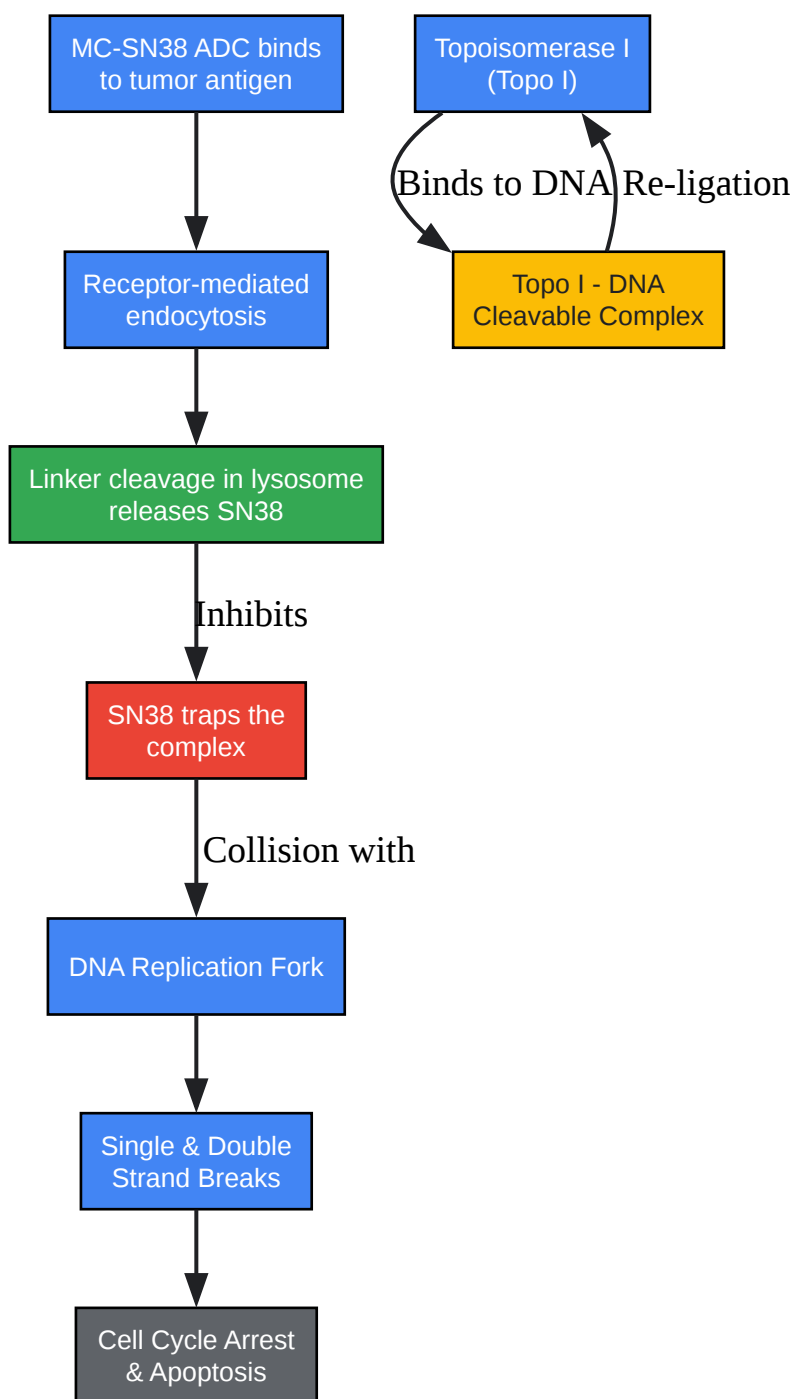 MC-SN38 ADC binds
to tumor antigen
Topoisomerase I
(Topo I)
Binds to DNA
Re-ligation
Receptor-mediated
endocytosis
Topo I - DNA
Cleavable Complex
Linker cleavage in lysosome
releases SN38
Inhibits
SN38 traps the
complex
Collision with
DNA Replication Fork
Single & Double
Strand Breaks
Cell Cycle Arrest
& Apoptosis